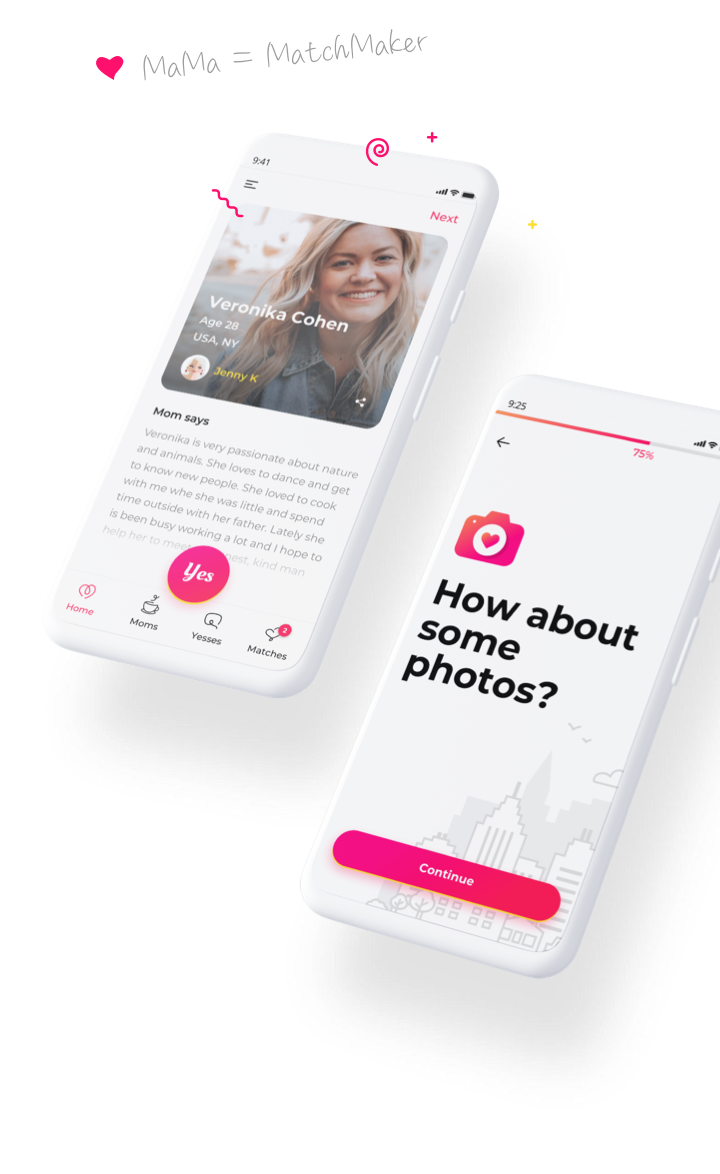 MaMa = MatchMaker
9:41
Next
Veronika Cohen
Age 28
USA, NY
Jenny K
Mom says
Veronika is very passionate about nature
and animals. She loves to dance and get
to know new people. She loved to cook
with me whe she was little and spend
time outside with her father. Lately she
is been busy working a lot and I hope to
help her to meet kind man
Yes
Home
Moms
Yesses
2
Matches
9:25
75%
How about
some
photos?
Continue